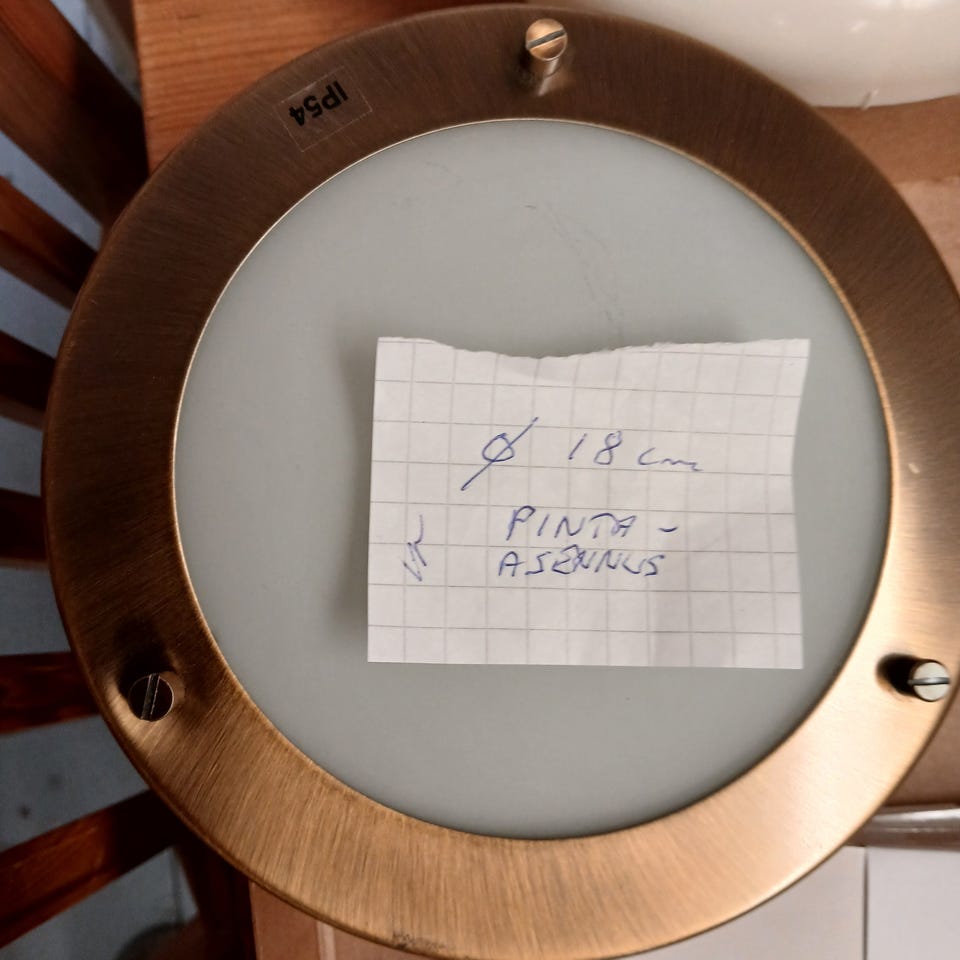 IP54
Ø 18 cm
PINTA-
ASENNUS